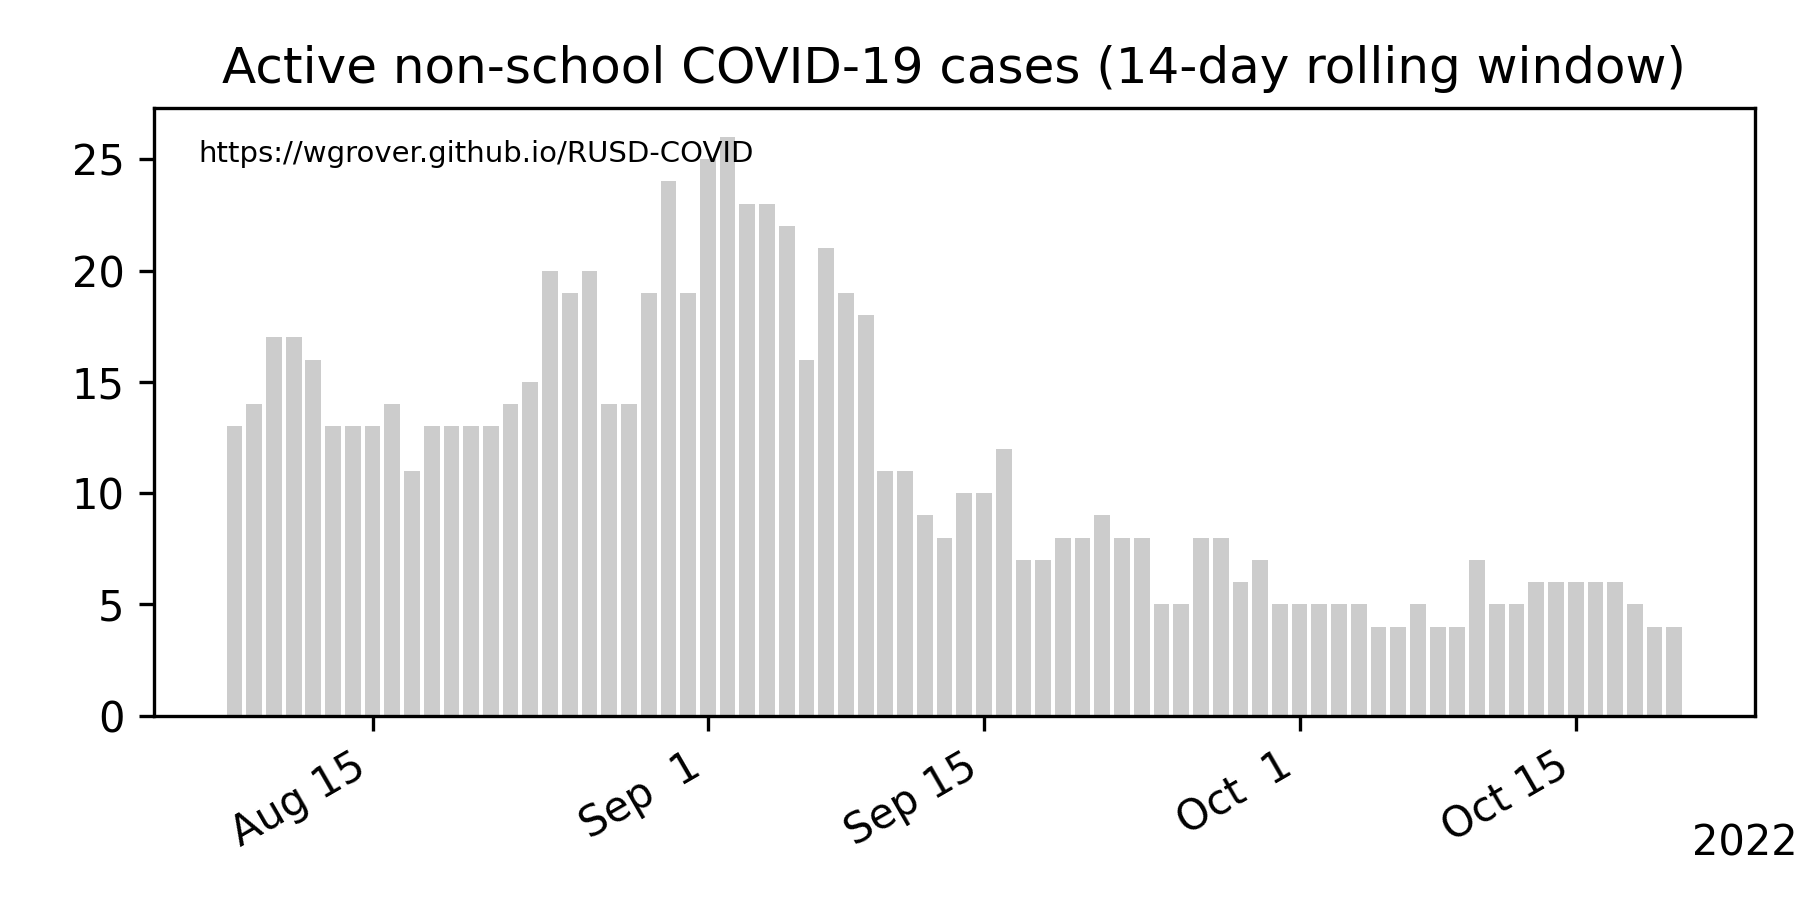 Active non-school COVID-19 cases (14-day rolling window)
https://wgrover.github.io/RUSD-COVID
25
20
15
10
5
0
Aug 15
Sep 1
Sep 15
Oct 1
Oct 15
2022